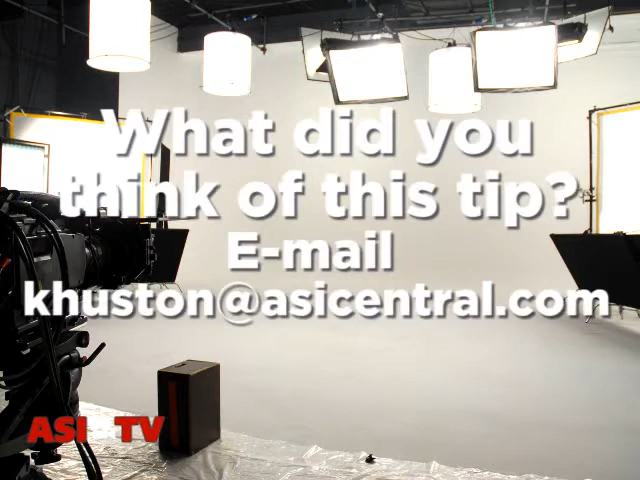 What did you
think of this tip?
E-mail
khuston@asicentral.com
ASI TV